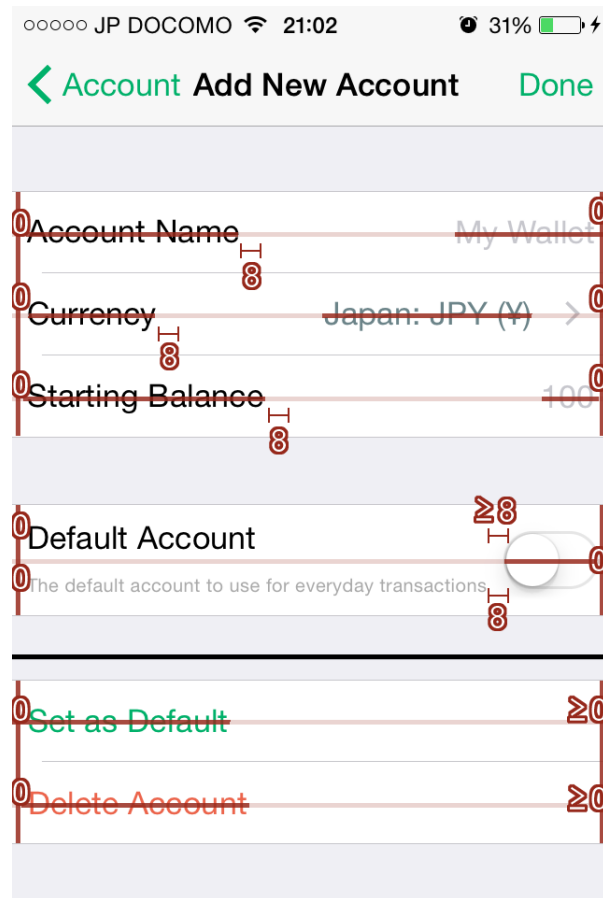 JP DOCOMO 21:02 31%
Account Add New Account Done
0 Account Name My Wallet 0
8
0 Currency Japan: JPY (¥) 0
8
0 Starting Balance 100 0
8
≥8
0 Default Account
0 The default account to use for everyday transactions. 0
8
0 Set as Default ≥0
0 Delete Account ≥0